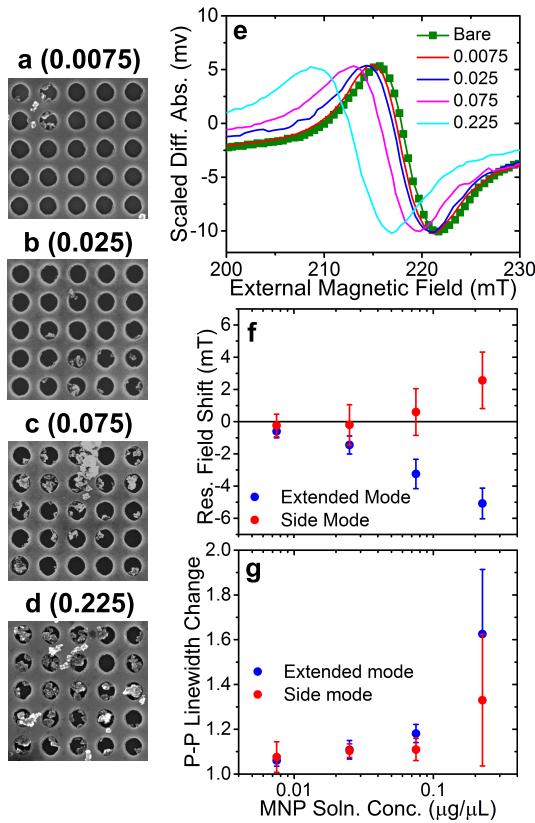 a (0.0075)
b (0.025)
c (0.075)
d (0.225)
e
Scaled Diff. Abs. (mv)
10
5
0
-5
-10
Bare
0.0075
0.025
0.075
0.225
200
210
220
230
External Magnetic Field (mT)
f
Res. Field Shift (mT)
4
2
0
-2
-4
-6
Extended Mode
Side Mode
g
P-P Linewidth Change
2.0
1.8
1.6
1.4
1.2
1.0
Extended mode
Side mode
0.01
0.1
MNP Soln. Conc. (μg/μL)